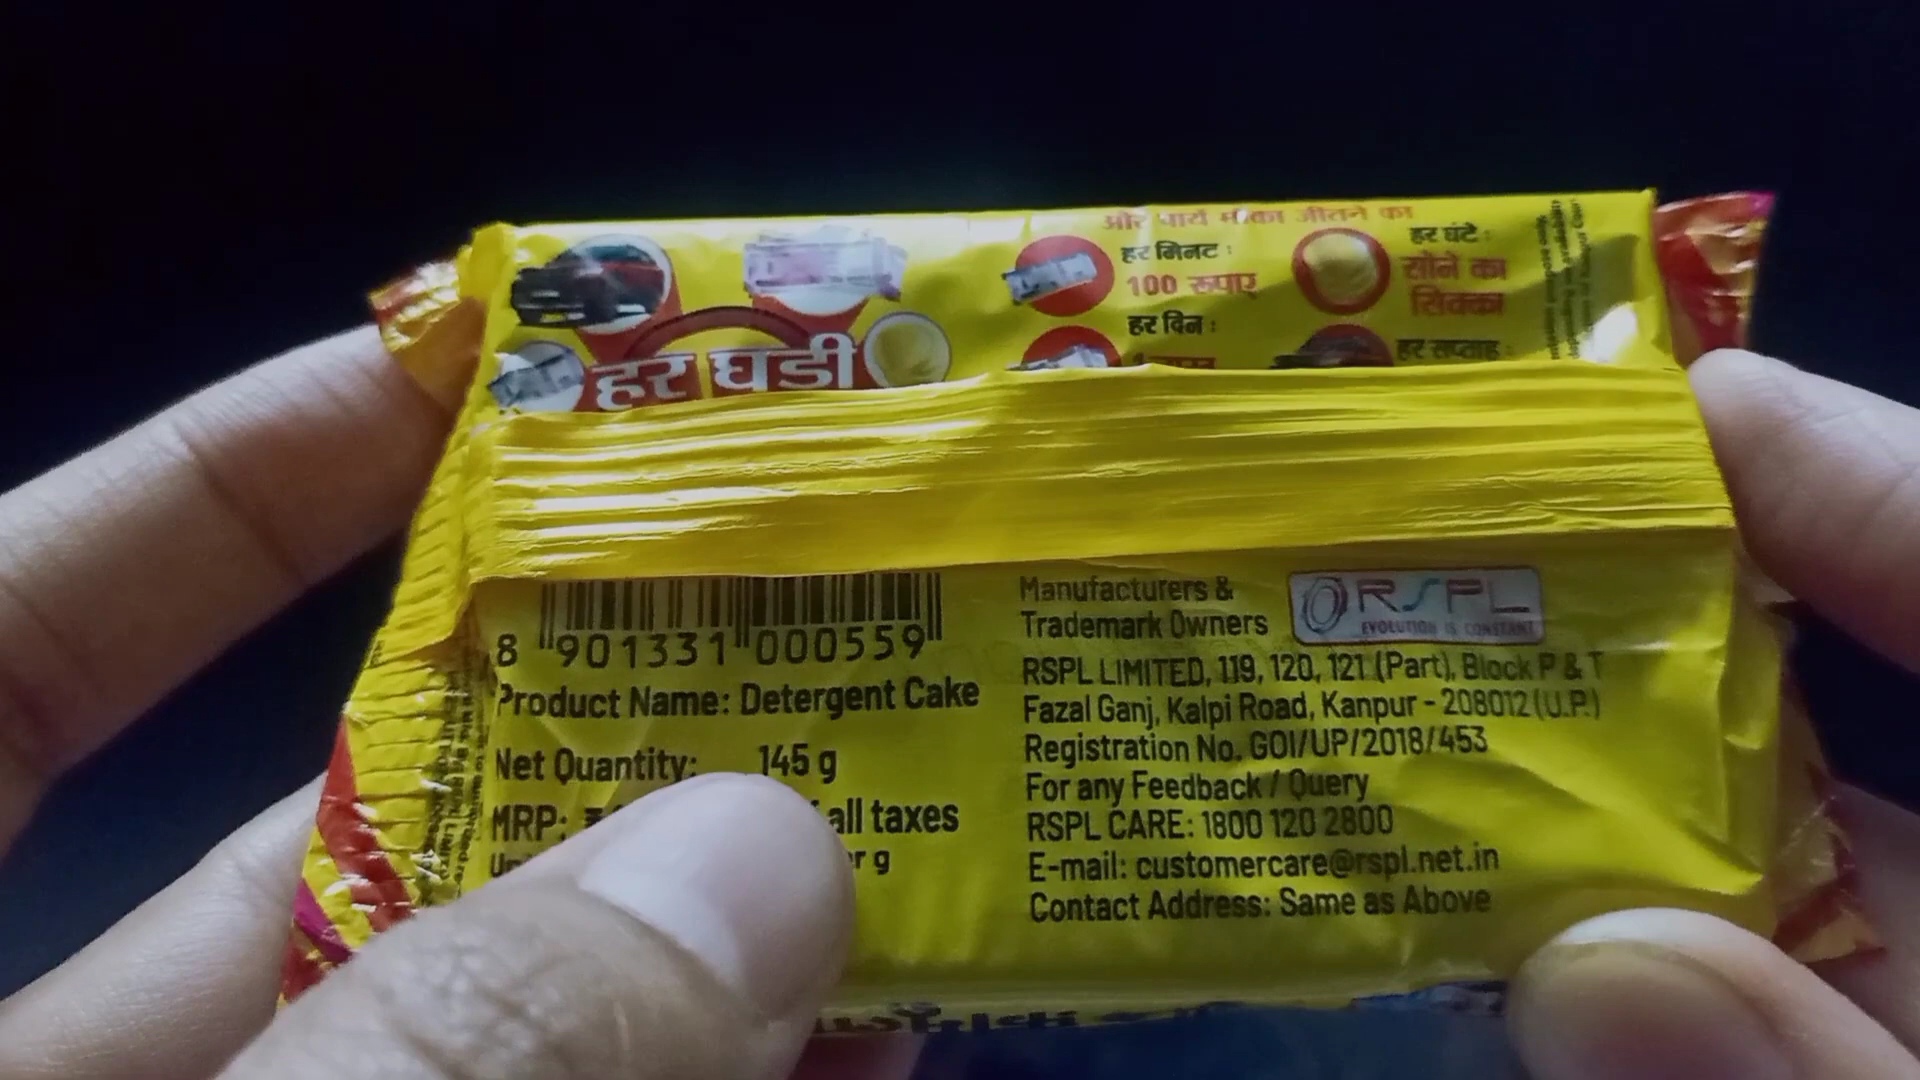 और पायें मौका जीतने का
हर मिनट :
100 रूपाए
हर घंटे :
सोने का
सिक्का
हर दिन :
हर सप्ताह :
हर घडी
8 901331 000559
Product Name: Detergent Cake
Net Quantity: 145 g
MRP: ₹ all taxes
g
Manufacturers &
Trademark Owners
RSPL
EVOLUTION IS CONSTANT
RSPL LIMITED, 119, 120, 121 (Part), Block P & T
Fazal Ganj, Kalpi Road, Kanpur - 208012 (U.P.)
Registration No. GOI/UP/2018/453
For any Feedback / Query
RSPL CARE: 1800 120 2800
E-mail: customercare@rspl.net.in
Contact Address: Same as Above